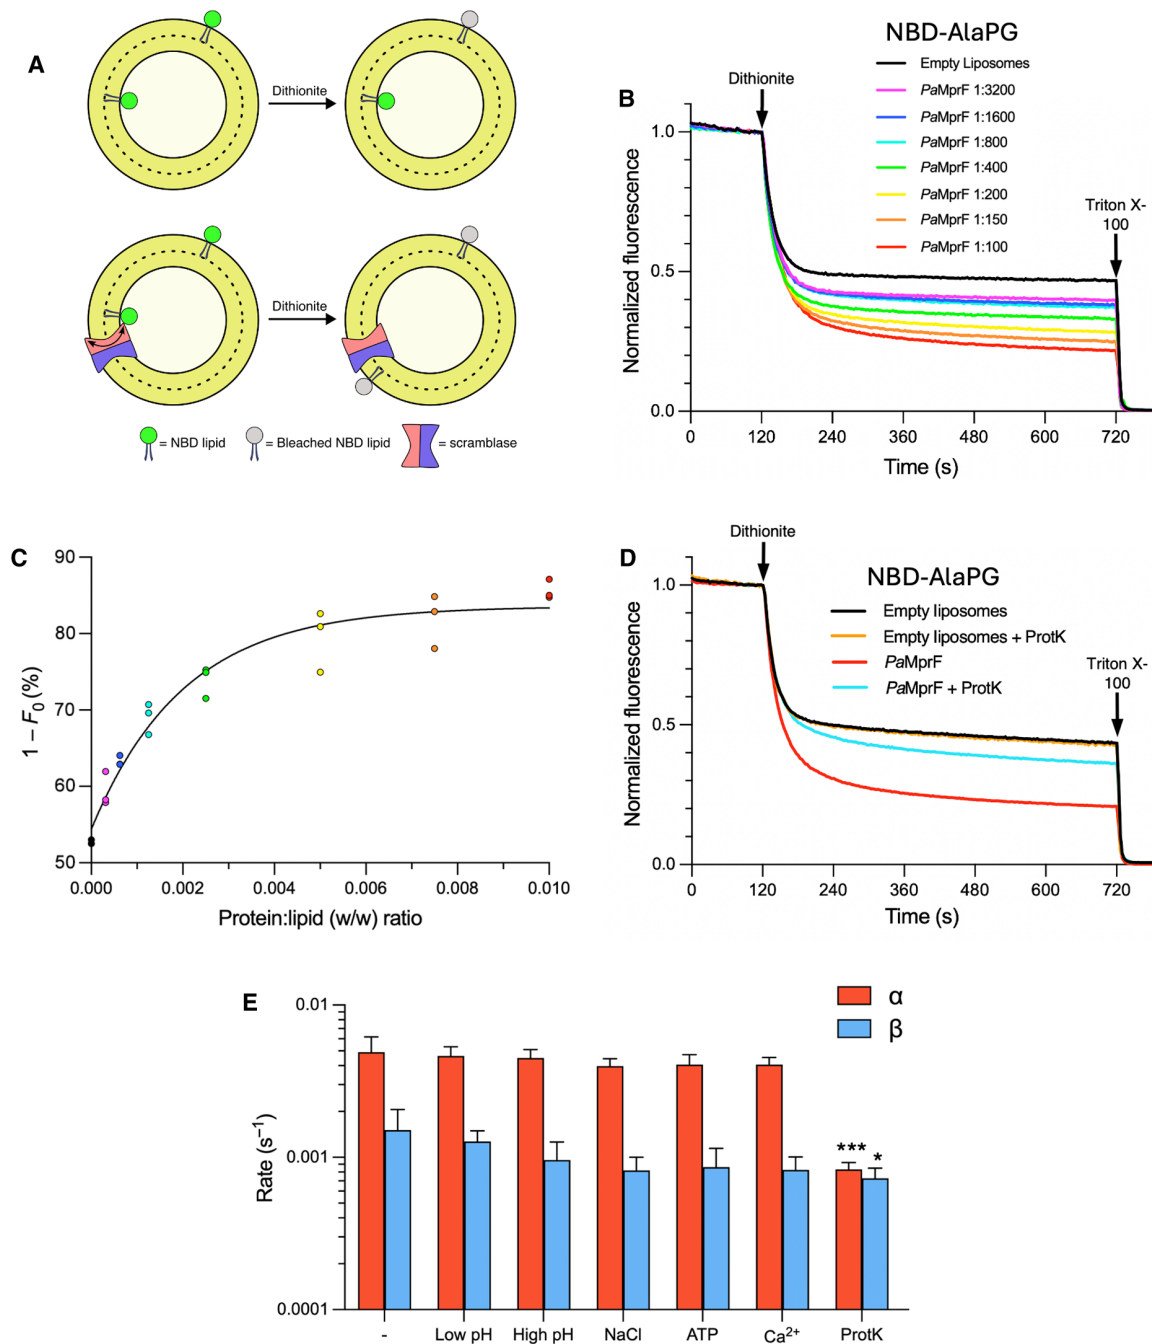 A
Dithionite
Dithionite
= NBD lipid
= Bleached NBD lipid
= scramblase
B
NBD-AlaPG
Dithionite
Empty Liposomes
PaMprF 1:3200
PaMprF 1:1600
PaMprF 1:800
PaMprF 1:400
PaMprF 1:200
PaMprF 1:150
PaMprF 1:100
Triton X-
100
Normalized fluorescence
1.0
0.5
0.0
0 120 240 360 480 600 720
Time (s)
C
1 – F0 (%)
90
80
70
60
50
0.000 0.002 0.004 0.006 0.008 0.010
Protein:lipid (w/w) ratio
D
Dithionite
NBD-AlaPG
Empty liposomes
Empty liposomes + ProtK
PaMprF
PaMprF + ProtK
Triton X-
100
Normalized fluorescence
1.0
0.5
0.0
0 120 240 360 480 600 720
Time (s)
E
α
β
Rate (s⁻¹)
0.01
0.001
0.0001
*** *
- Low pH High pH NaCl ATP Ca²⁺ ProtK